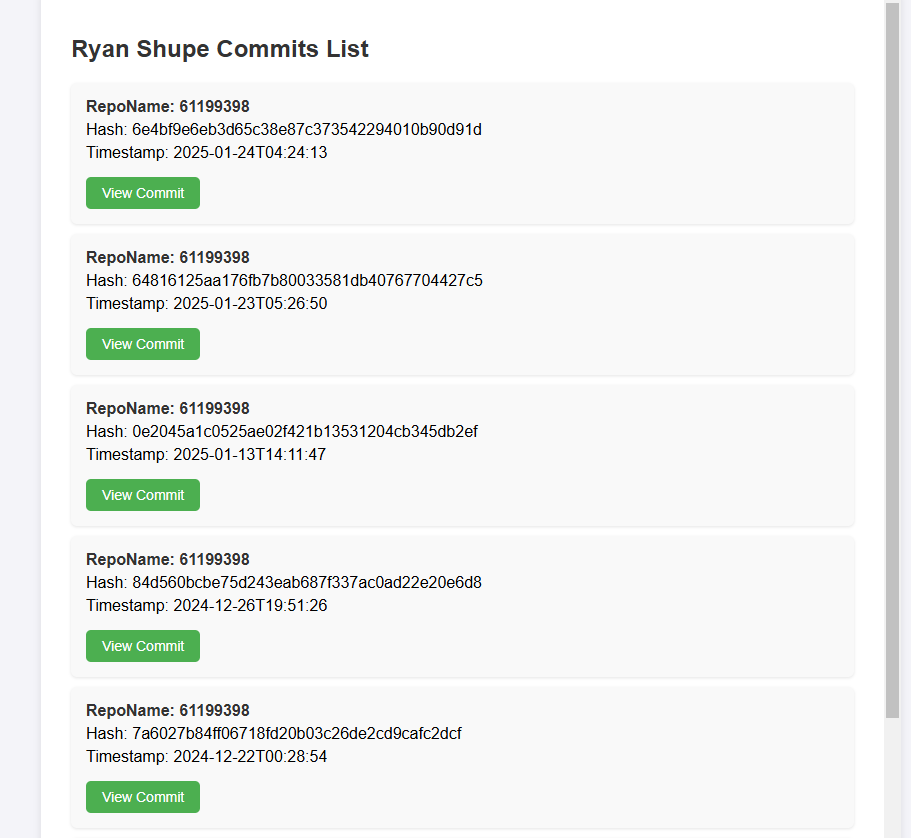 Ryan Shupe Commits List
RepoName: 61199398
Hash: 6e4bf9e6eb3d65c38e87c373542294010b90d91d
Timestamp: 2025-01-24T04:24:13
View Commit
RepoName: 61199398
Hash: 64816125aa176fb7b80033581db40767704427c5
Timestamp: 2025-01-23T05:26:50
View Commit
RepoName: 61199398
Hash: 0e2045a1c0525ae02f421b13531204cb345db2ef
Timestamp: 2025-01-13T14:11:47
View Commit
RepoName: 61199398
Hash: 84d560bcbe75d243eab687f337ac0ad22e20e6d8
Timestamp: 2024-12-26T19:51:26
View Commit
RepoName: 61199398
Hash: 7a6027b84ff06718fd20b03c26de2cd9cafc2dcf
Timestamp: 2024-12-22T00:28:54
View Commit